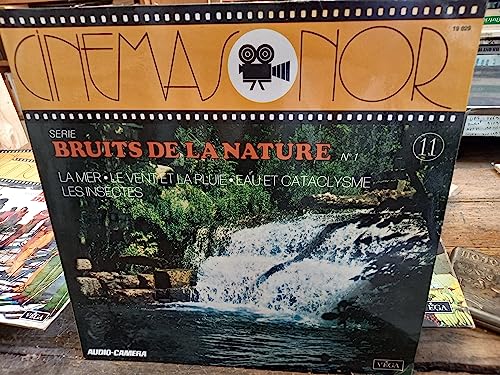 CINEMASONOR
19 029
SERIE
BRUITS DE LA NATURE N° 1
11
LA MER • LE VENT ET LA PLUIE • EAU ET CATACLYSME
LES INSECTES
AUDIO-CAMERA
VEGA
VEGA